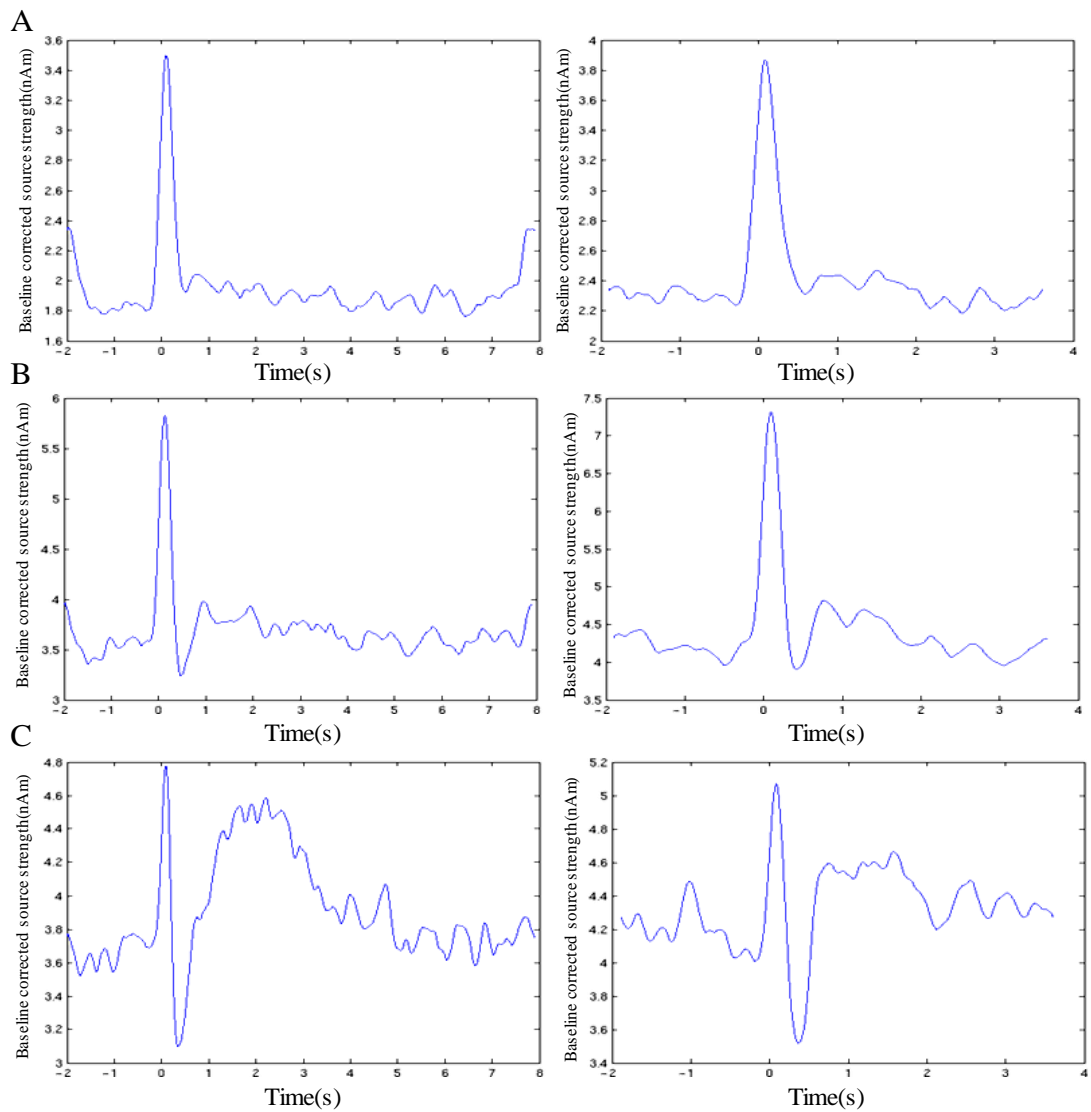 A
Baseline corrected source strength(nAm)
3.6
3.4
3.2
3
2.8
2.6
2.4
2.2
2
1.8
1.6
-2 -1 0 1 2 3 4 5 6 7 8
Time(s)
Baseline corrected source strength(nAm)
4
3.8
3.6
3.4
3.2
3
2.8
2.6
2.4
2.2
2
-2 -1 0 1 2 3 4
Time(s)
B
Baseline corrected source strength(nAm)
6
5.5
5
4.5
4
3.5
3
-2 -1 0 1 2 3 4 5 6 7 8
Time(s)
Baseline corrected source strength(nAm)
7.5
7
6.5
6
5.5
5
4.5
4
3.5
-2 -1 0 1 2 3 4
Time(s)
C
Baseline corrected source strength(nAm)
4.8
4.6
4.4
4.2
4
3.8
3.6
3.4
3.2
3
-2 -1 0 1 2 3 4 5 6 7 8
Time(s)
Baseline corrected source strength(nAm)
5.2
5
4.8
4.6
4.4
4.2
4
3.8
3.6
3.4
-2 -1 0 1 2 3 4
Time(s)